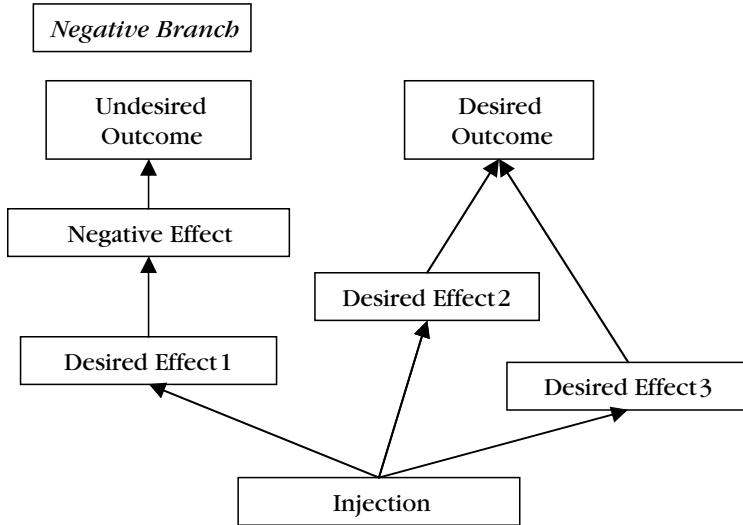 Negative Branch
Undesired
Outcome
Desired
Outcome
Negative Effect
Desired Effect 2
Desired Effect 1
Desired Effect 3
Injection